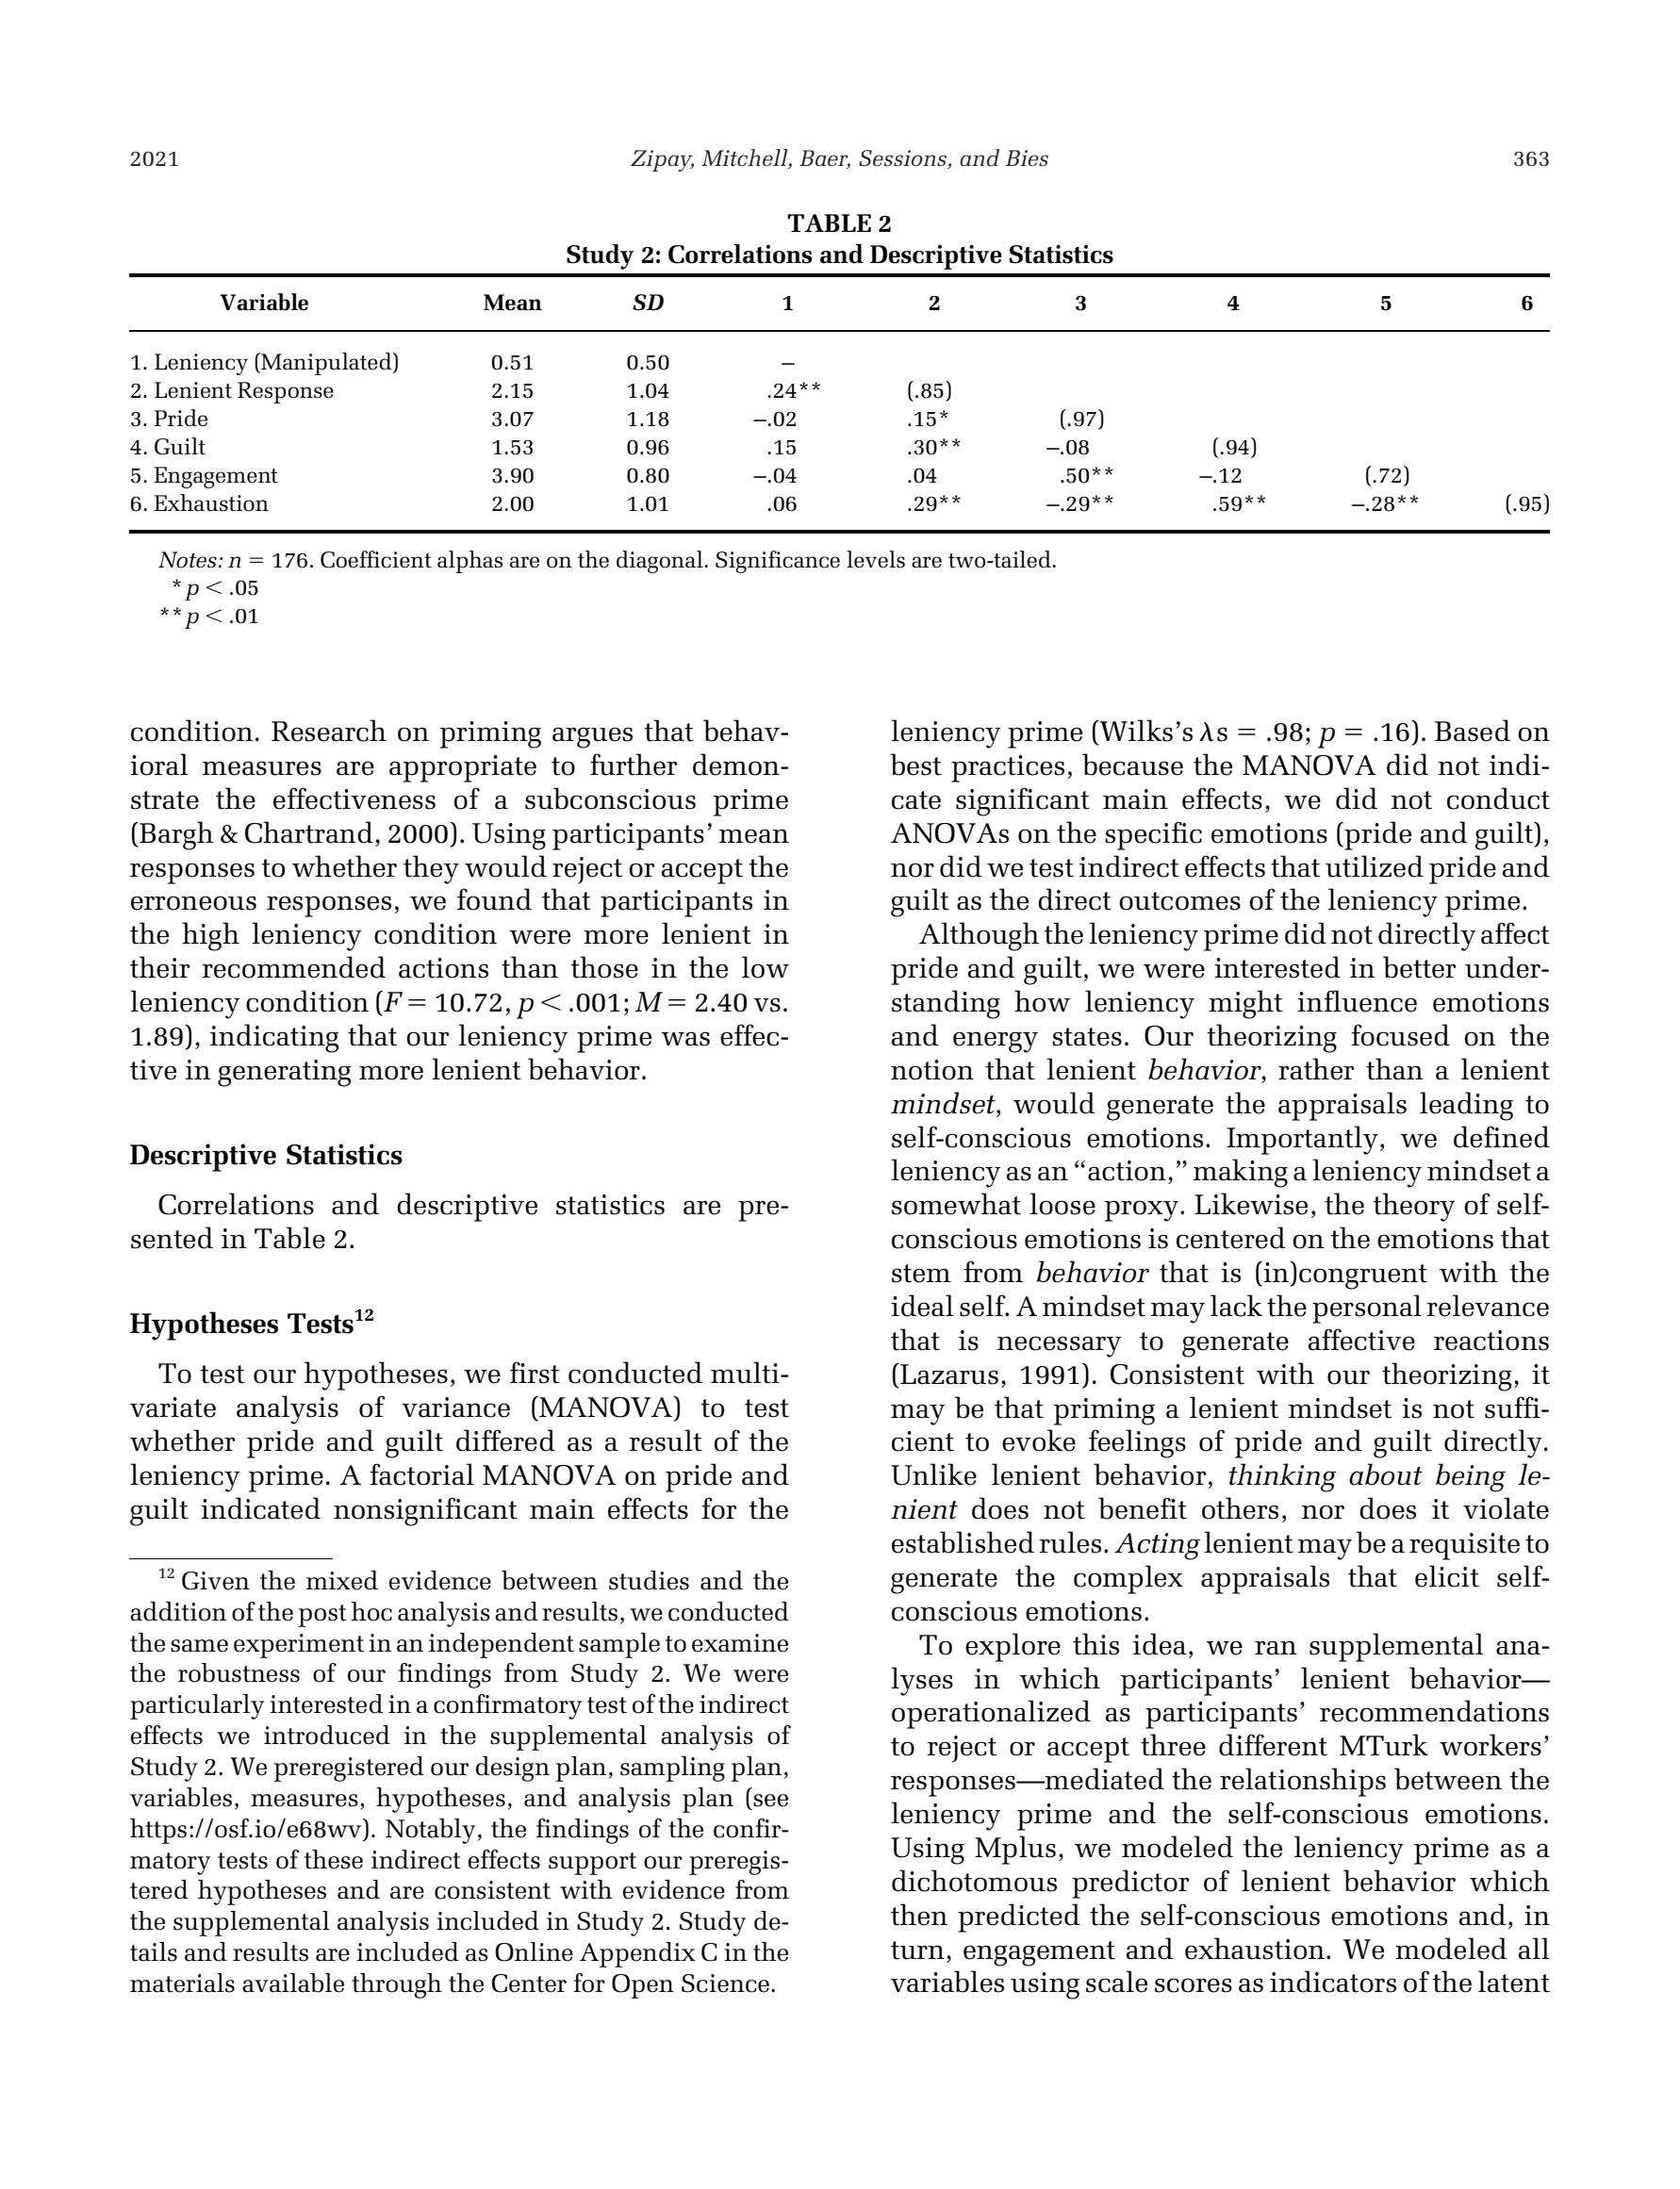 2021 Zipay, Mitchell, Baer, Sessions, and Bies 363
TABLE 2
Study 2: Correlations and Descriptive Statistics
Variable Mean SD 1 2 3 4 5 6
1. Leniency (Manipulated) 0.51 0.50 –
2. Lenient Response 2.15 1.04 .24** (.85)
3. Pride 3.07 1.18 –.02 .15* (.97)
4. Guilt 1.53 0.96 .15 .30** –.08 (.94)
5. Engagement 3.90 0.80 –.04 .04 .50** –.12 (.72)
6. Exhaustion 2.00 1.01 .06 .29** –.29** .59** –.28** (.95)
Notes: n = 176. Coefficient alphas are on the diagonal. Significance levels are two-tailed.
* p < .05
** p < .01
condition. Research on priming argues that behav-
ioral measures are appropriate to further demon-
strate the effectiveness of a subconscious prime
(Bargh & Chartrand, 2000). Using participants’ mean
responses to whether they would reject or accept the
erroneous responses, we found that participants in
the high leniency condition were more lenient in
their recommended actions than those in the low
leniency condition (F = 10.72, p < .001; M = 2.40 vs.
1.89), indicating that our leniency prime was effec-
tive in generating more lenient behavior.
Descriptive Statistics
Correlations and descriptive statistics are pre-
sented in Table 2.
Hypotheses Tests12
To test our hypotheses, we first conducted multi-
variate analysis of variance (MANOVA) to test
whether pride and guilt differed as a result of the
leniency prime. A factorial MANOVA on pride and
guilt indicated nonsignificant main effects for the
12 Given the mixed evidence between studies and the
addition of the post hoc analysis and results, we conducted
the same experiment in an independent sample to examine
the robustness of our findings from Study 2. We were
particularly interested in a confirmatory test of the indirect
effects we introduced in the supplemental analysis of
Study 2. We preregistered our design plan, sampling plan,
variables, measures, hypotheses, and analysis plan (see
https://osf.io/e68wv). Notably, the findings of the confir-
matory tests of these indirect effects support our preregis-
tered hypotheses and are consistent with evidence from
the supplemental analysis included in Study 2. Study de-
tails and results are included as Online Appendix C in the
materials available through the Center for Open Science.
leniency prime (Wilks’s λs = .98; p = .16). Based on
best practices, because the MANOVA did not indi-
cate significant main effects, we did not conduct
ANOVAs on the specific emotions (pride and guilt),
nor did we test indirect effects that utilized pride and
guilt as the direct outcomes of the leniency prime.
Although the leniency prime did not directly affect
pride and guilt, we were interested in better under-
standing how leniency might influence emotions
and energy states. Our theorizing focused on the
notion that lenient behavior, rather than a lenient
mindset, would generate the appraisals leading to
self-conscious emotions. Importantly, we defined
leniency as an “action,” making a leniency mindset a
somewhat loose proxy. Likewise, the theory of self-
conscious emotions is centered on the emotions that
stem from behavior that is (in)congruent with the
ideal self. A mindset may lack the personal relevance
that is necessary to generate affective reactions
(Lazarus, 1991). Consistent with our theorizing, it
may be that priming a lenient mindset is not suffi-
cient to evoke feelings of pride and guilt directly.
Unlike lenient behavior, thinking about being le-
nient does not benefit others, nor does it violate
established rules. Acting lenient may be a requisite to
generate the complex appraisals that elicit self-
conscious emotions.
To explore this idea, we ran supplemental ana-
lyses in which participants’ lenient behavior—
operationalized as participants’ recommendations
to reject or accept three different MTurk workers’
responses—mediated the relationships between the
leniency prime and the self-conscious emotions.
Using Mplus, we modeled the leniency prime as a
dichotomous predictor of lenient behavior which
then predicted the self-conscious emotions and, in
turn, engagement and exhaustion. We modeled all
variables using scale scores as indicators of the latent